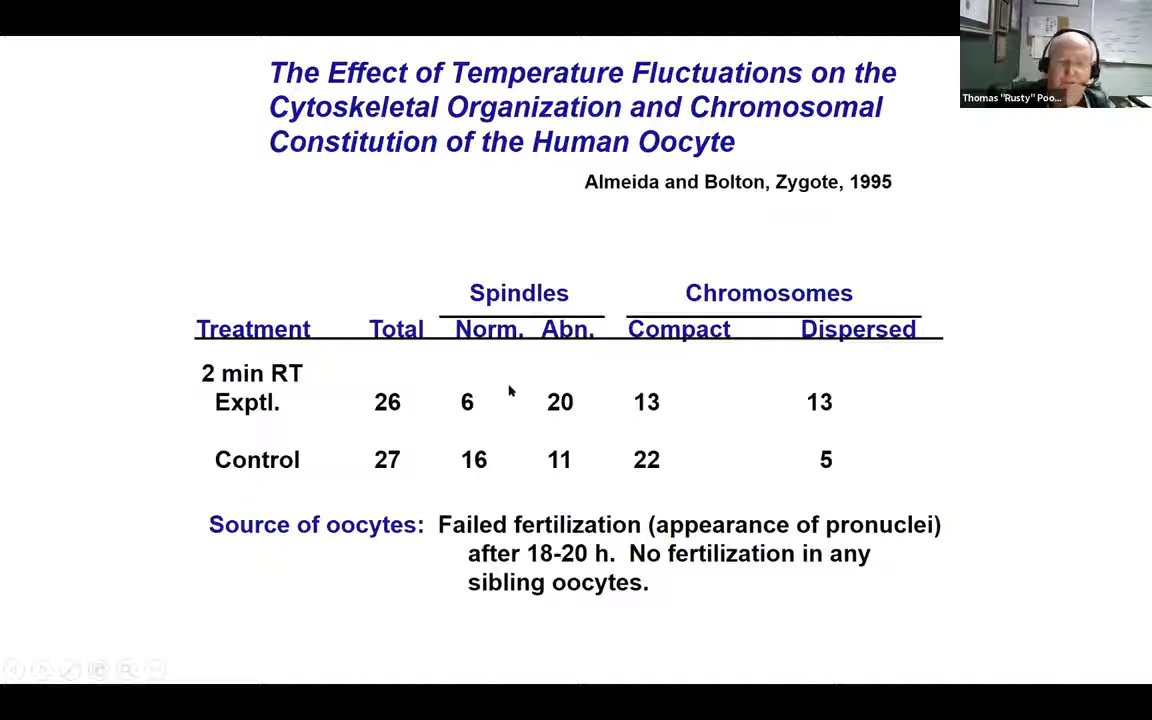 The Effect of Temperature Fluctuations on the
Cytoskeletal Organization and Chromosomal
Constitution of the Human Oocyte
Almeida and Bolton, Zygote, 1995
Thomas "Rusty" Poo...
Spindles Chromosomes
Treatment Total Norm. Abn. Compact Dispersed
2 min RT
Exptl. 26 6 20 13 13
Control 27 16 11 22 5
Source of oocytes: Failed fertilization (appearance of pronuclei)
after 18-20 h. No fertilization in any
sibling oocytes.